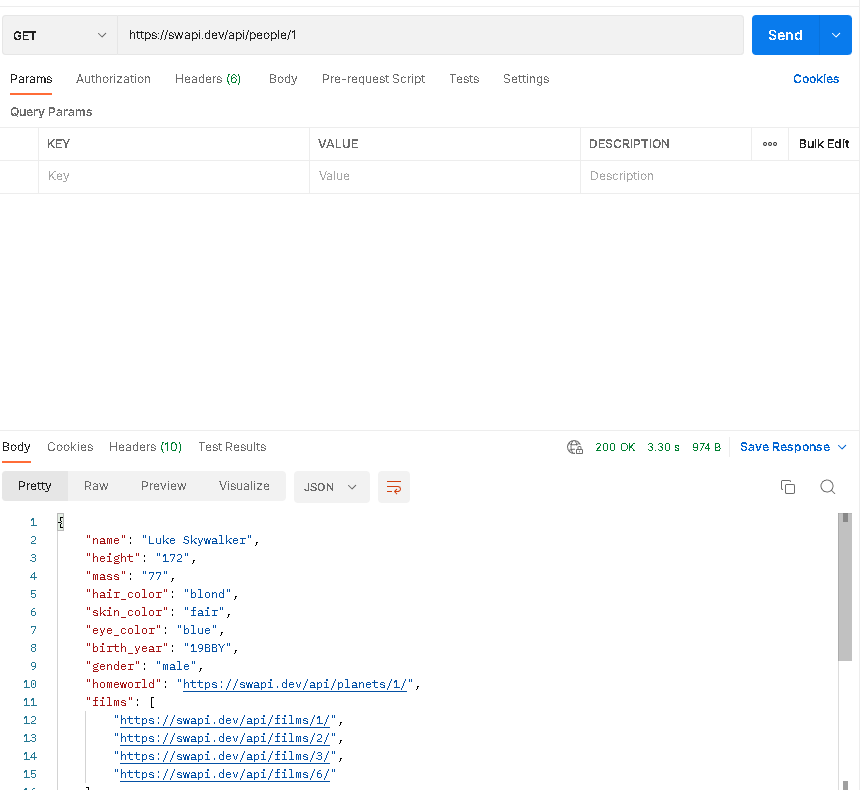 GET https://swapi.dev/api/people/1 Send
Params Authorization Headers (6) Body Pre-request Script Tests Settings Cookies
Query Params
KEY VALUE DESCRIPTION ooo Bulk Edit
Key Value Description
Body Cookies Headers (10) Test Results 200 OK 3.30 s 974 B Save Response
Pretty Raw Preview Visualize JSON
1 {
2 "name": "Luke Skywalker",
3 "height": "172",
4 "mass": "77",
5 "hair_color": "blond",
6 "skin_color": "fair",
7 "eye_color": "blue",
8 "birth_year": "19BBY",
9 "gender": "male",
10 "homeworld": "https://swapi.dev/api/planets/1/",
11 "films": [
12 "https://swapi.dev/api/films/1/",
13 "https://swapi.dev/api/films/2/",
14 "https://swapi.dev/api/films/3/",
15 "https://swapi.dev/api/films/6/"